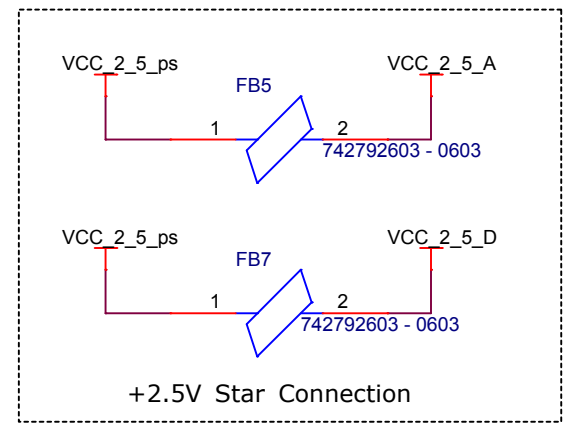 VCC_2_5_ps
VCC_2_5_A
FB5
1
2
742792603 - 0603
VCC_2_5_ps
VCC_2_5_D
FB7
1
2
742792603 - 0603
+2.5V Star Connection